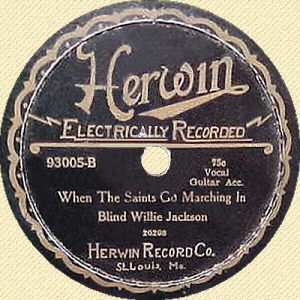 Herwin
ELECTRICALLY RECORDED
93005-B
75c
Vocal
Guitar Acc.
When The Saints Go Marching In
Blind Willie Jackson
20298
HERWIN RECORD CO.
St. Louis, Mo.